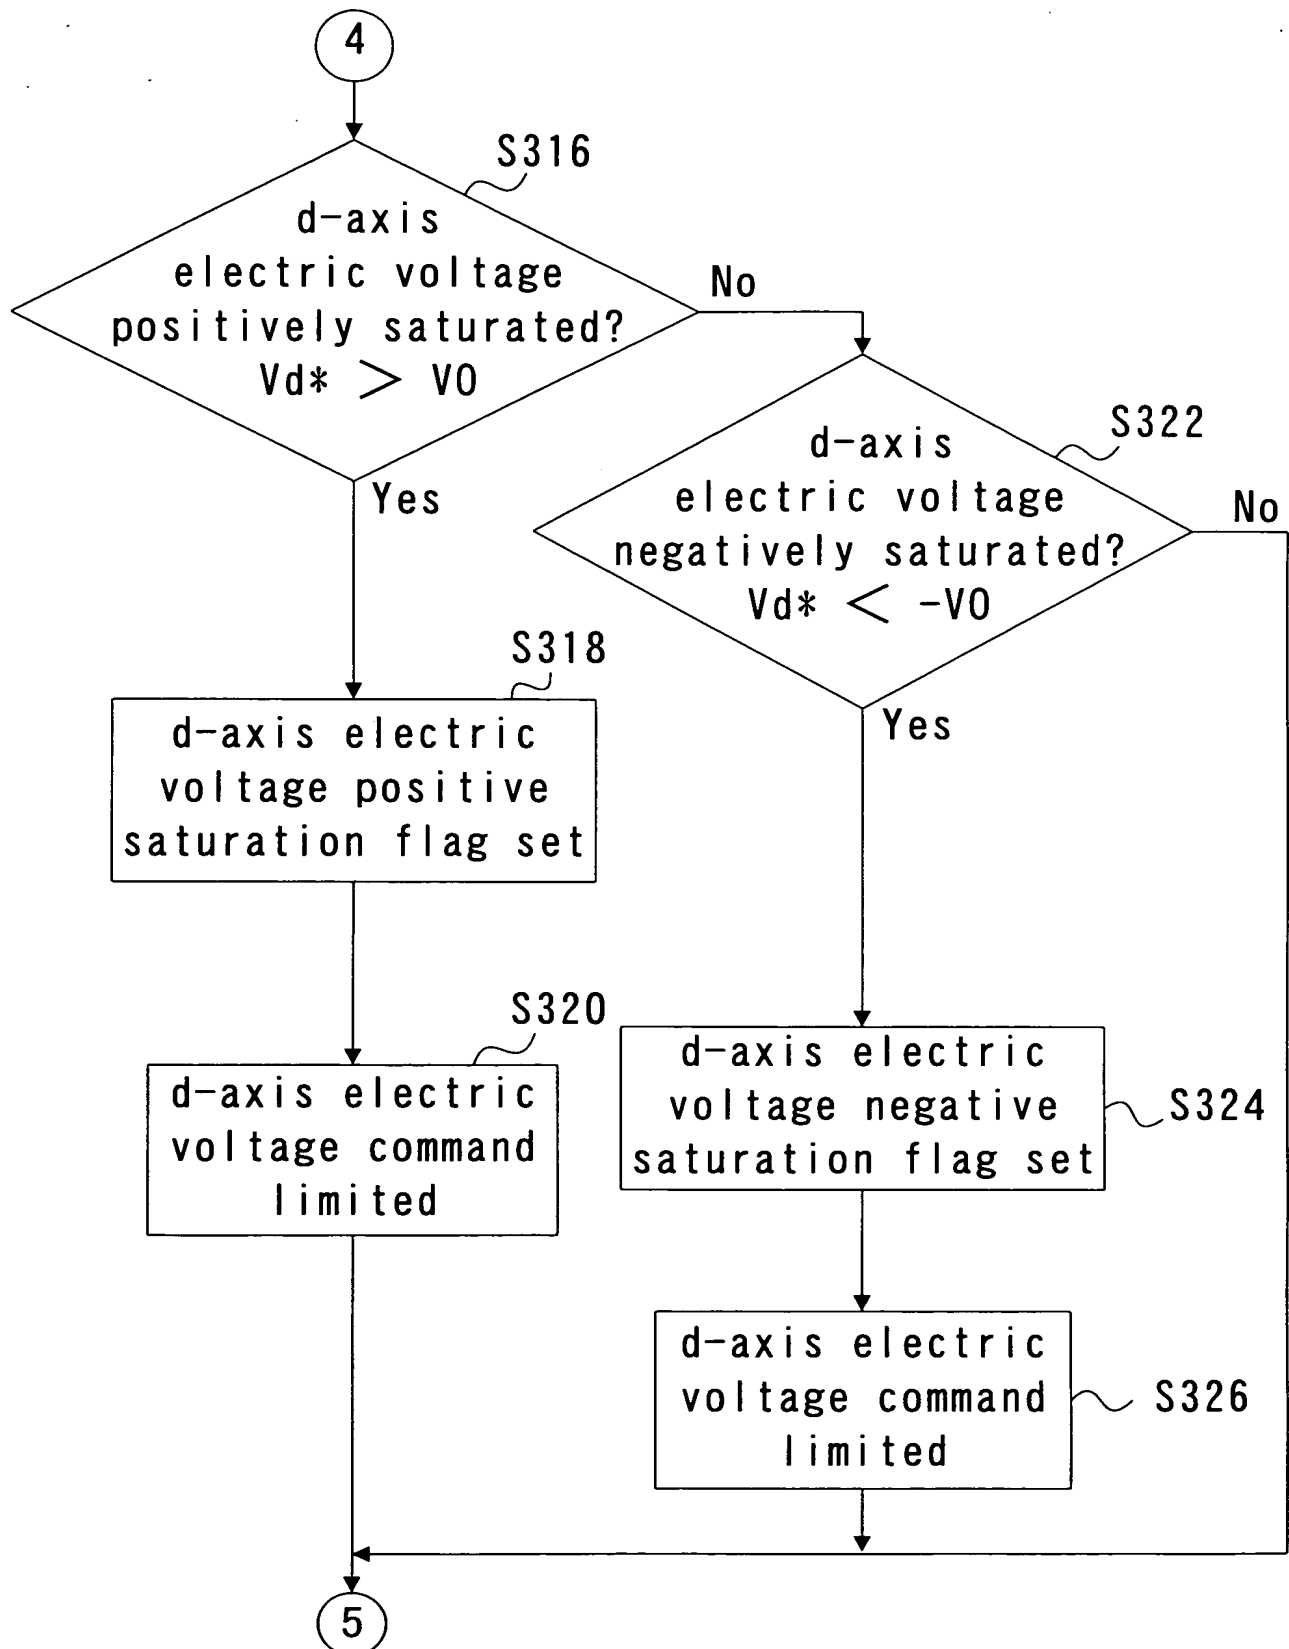 4
S316
d-axis
electric voltage
positively saturated?
Vd* > V0
No
Yes
S322
d-axis
electric voltage
negatively saturated?
Vd* < -V0
No
Yes
S318
d-axis electric
voltage positive
saturation flag set
S320
d-axis electric
voltage command
limited
d-axis electric
voltage negative
saturation flag set
S324
d-axis electric
voltage command
limited
S326
5